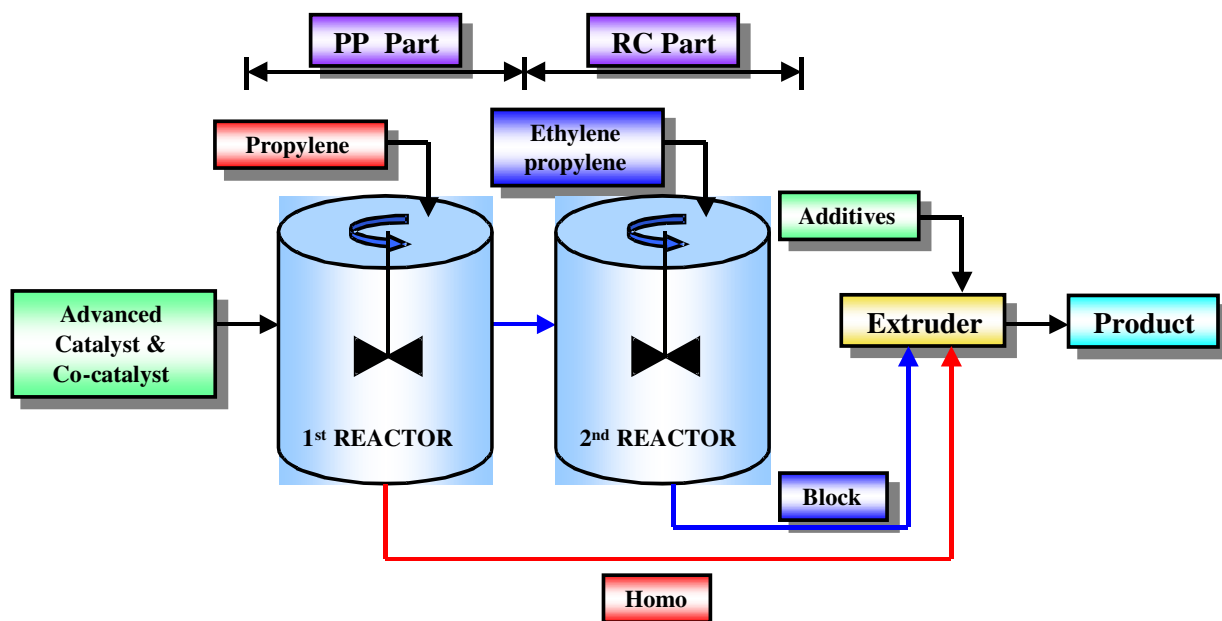 PP Part
RC Part
Propylene
Ethylene
propylene
Additives
Advanced
Catalyst &
Co-catalyst
Extruder
Product
1st REACTOR
2nd REACTOR
Block
Homo